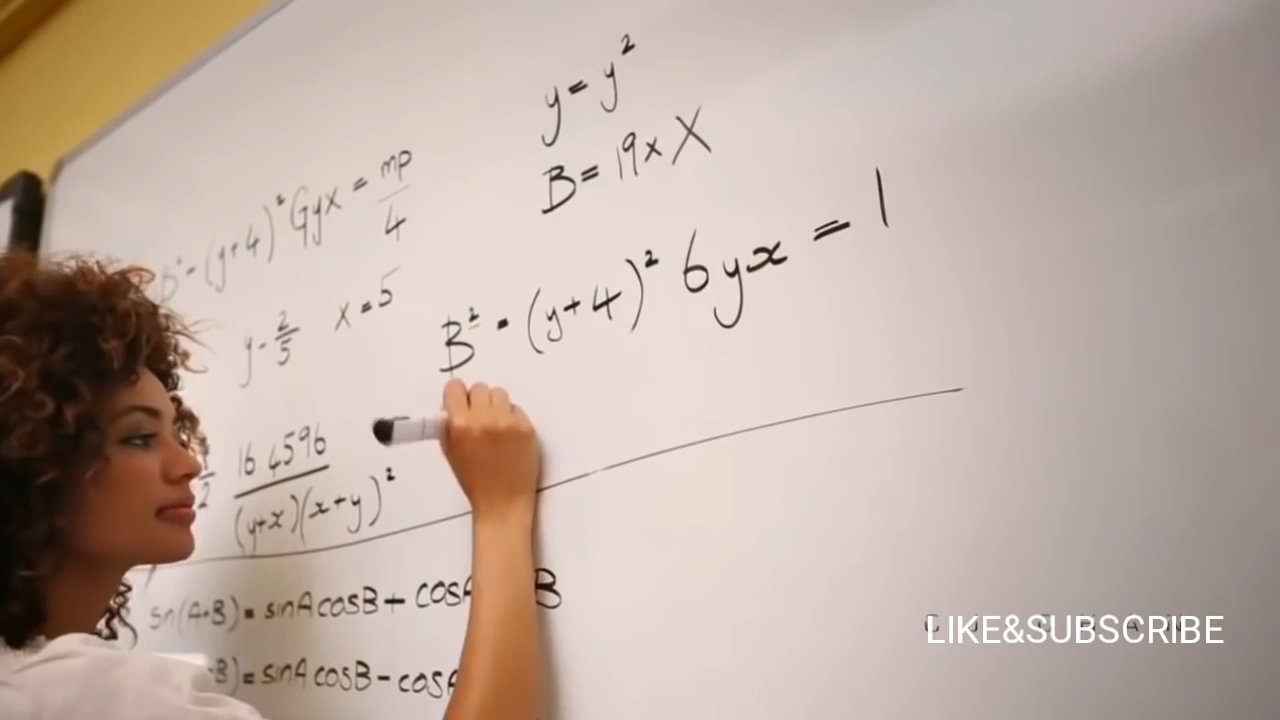 y = y²
B = 19x X
B² - (y+4)² Gyx = mp/4
B² - (y+4)² 6yx = 1
y - 2/5 x = 5
16 4596
(y+x)(x+y)²
sn(A+B) = sinA cosB + cosA B
B) = sinA cosB - cosA
LIKE&SUBSCRIBE